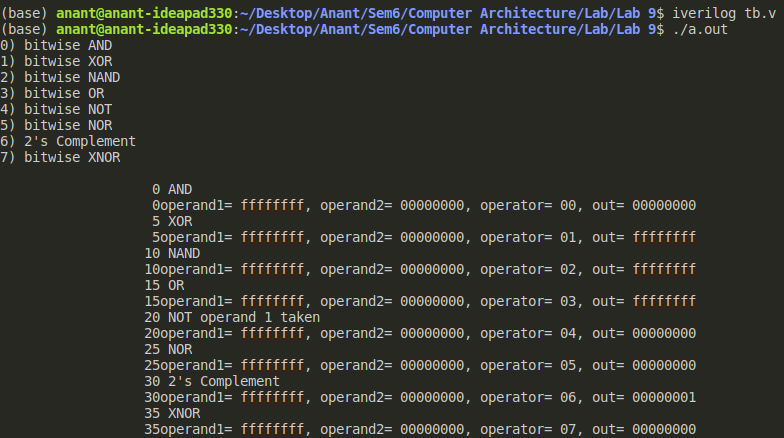 (base) anant@anant-ideapad330:~/Desktop/Anant/Sem6/Computer Architecture/Lab/Lab 9$ iverilog tb.v
(base) anant@anant-ideapad330:~/Desktop/Anant/Sem6/Computer Architecture/Lab/Lab 9$ ./a.out
0) bitwise AND
1) bitwise XOR
2) bitwise NAND
3) bitwise OR
4) bitwise NOT
5) bitwise NOR
6) 2's Complement
7) bitwise XNOR
0 AND
0operand1= ffffffff, operand2= 00000000, operator= 00, out= 00000000
5 XOR
5operand1= ffffffff, operand2= 00000000, operator= 01, out= ffffffff
10 NAND
10operand1= ffffffff, operand2= 00000000, operator= 02, out= ffffffff
15 OR
15operand1= ffffffff, operand2= 00000000, operator= 03, out= ffffffff
20 NOT operand 1 taken
20operand1= ffffffff, operand2= 00000000, operator= 04, out= 00000000
25 NOR
25operand1= ffffffff, operand2= 00000000, operator= 05, out= 00000000
30 2's Complement
30operand1= ffffffff, operand2= 00000000, operator= 06, out= 00000001
35 XNOR
35operand1= ffffffff, operand2= 00000000, operator= 07, out= 00000000